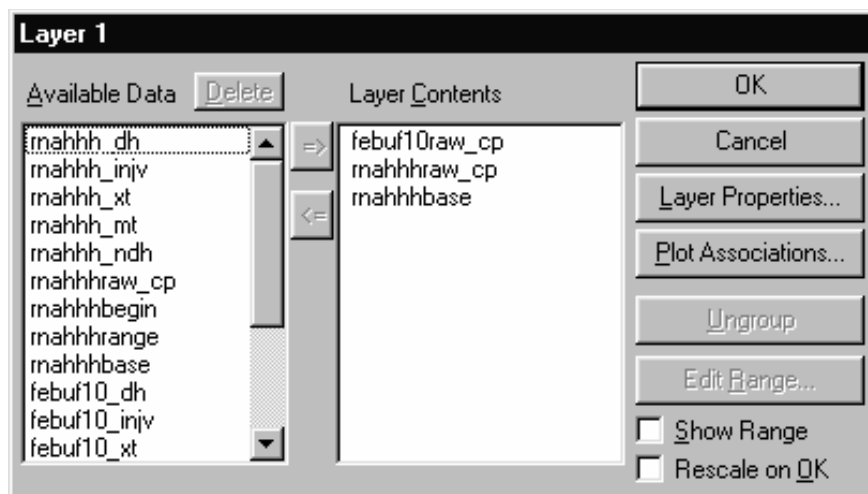 Layer 1
Available Data
Delete
rnahhh_dh
rnahhh_injv
rnahhh_xt
rnahhh_mt
rnahhh_ndh
rnahhhraw_cp
rnahhhbegin
rnahhhrange
rnahhhbase
febuf10_dh
febuf10_injv
febuf10_xt
=>
<=
Layer Contents
febuf10raw_cp
rnahhhraw_cp
rnahhhbase
OK
Cancel
Layer Properties...
Plot Associations...
Ungroup
Edit Range...
Show Range
Rescale on OK